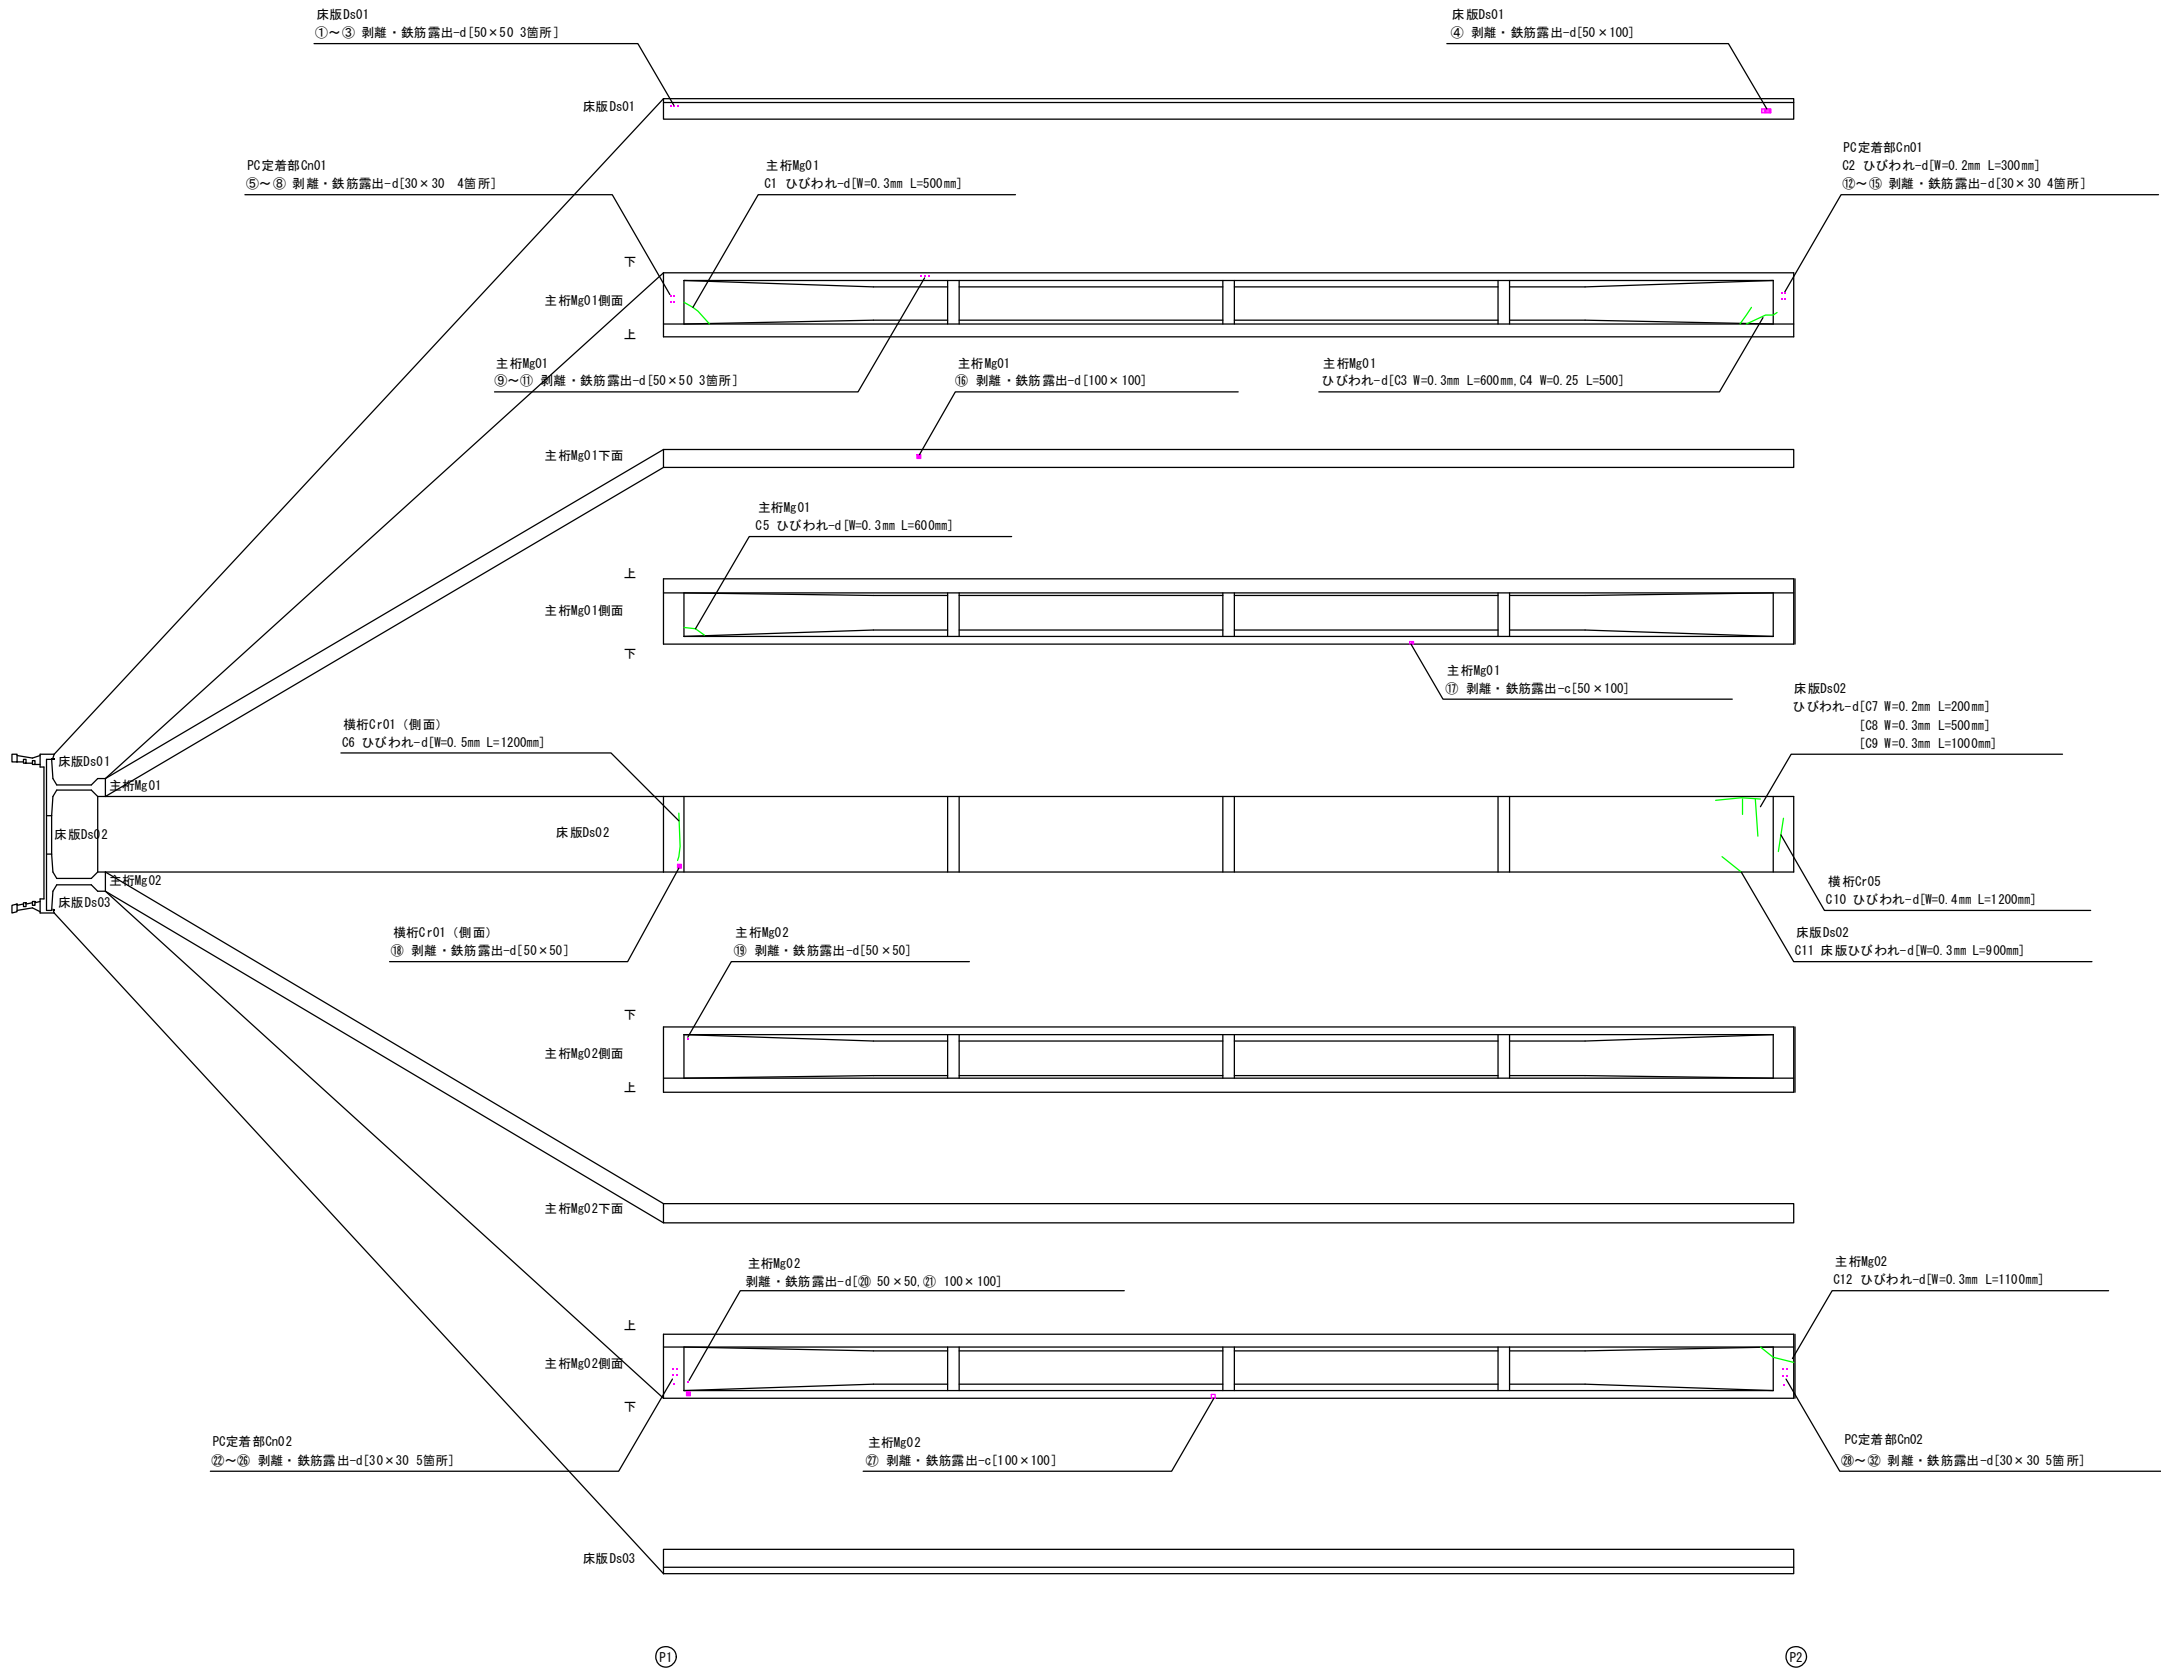 床版Ds01
①～③ 剥離・鉄筋露出-d[50×50 3箇所]
床版Ds01
④ 剥離・鉄筋露出-d[50×100]
床版Ds01
PC定着部Cn01
⑤～⑧ 剥離・鉄筋露出-d[30×30 4箇所]
主桁Mg01
C1 ひびわれ-d[W=0.3mm L=500mm]
PC定着部Cn01
C2 ひびわれ-d[W=0.2mm L=300mm]
⑫～⑮ 剥離・鉄筋露出-d[30×30 4箇所]
下
主桁Mg01側面
上
主桁Mg01
⑨～⑪ 剥離・鉄筋露出-d[50×50 3箇所]
主桁Mg01
⑯ 剥離・鉄筋露出-d[100×100]
主桁Mg01
ひびわれ-d[C3 W=0.3mm L=600mm,C4 W=0.25 L=500]
主桁Mg01下面
主桁Mg01
C5 ひびわれ-d[W=0.3mm L=600mm]
上
主桁Mg01側面
下
主桁Mg01
⑰ 剥離・鉄筋露出-c[50×100]
床版Ds02
ひびわれ-d[C7 W=0.2mm L=200mm]
[C8 W=0.3mm L=500mm]
[C9 W=0.3mm L=1000mm]
横桁Cr01（側面）
C6 ひびわれ-d[W=0.5mm L=1200mm]
床版Ds01
主桁Mg01
床版Ds02
主桁Mg02
床版Ds03
床版Ds02
横桁Cr05
C10 ひびわれ-d[W=0.4mm L=1200mm]
横桁Cr01（側面）
⑱ 剥離・鉄筋露出-d[50×50]
主桁Mg02
⑲ 剥離・鉄筋露出-d[50×50]
床版Ds02
C11 床版ひびわれ-d[W=0.3mm L=900mm]
下
主桁Mg02側面
上
主桁Mg02下面
主桁Mg02
剥離・鉄筋露出-d[⑳ 50×50,㉑ 100×100]
主桁Mg02
C12 ひびわれ-d[W=0.3mm L=1100mm]
上
主桁Mg02側面
下
PC定着部Cn02
㉒～㉖ 剥離・鉄筋露出-d[30×30 5箇所]
主桁Mg02
㉗ 剥離・鉄筋露出-c[100×100]
PC定着部Cn02
㉘～㉜ 剥離・鉄筋露出-d[30×30 5箇所]
床版Ds03
P1
P2